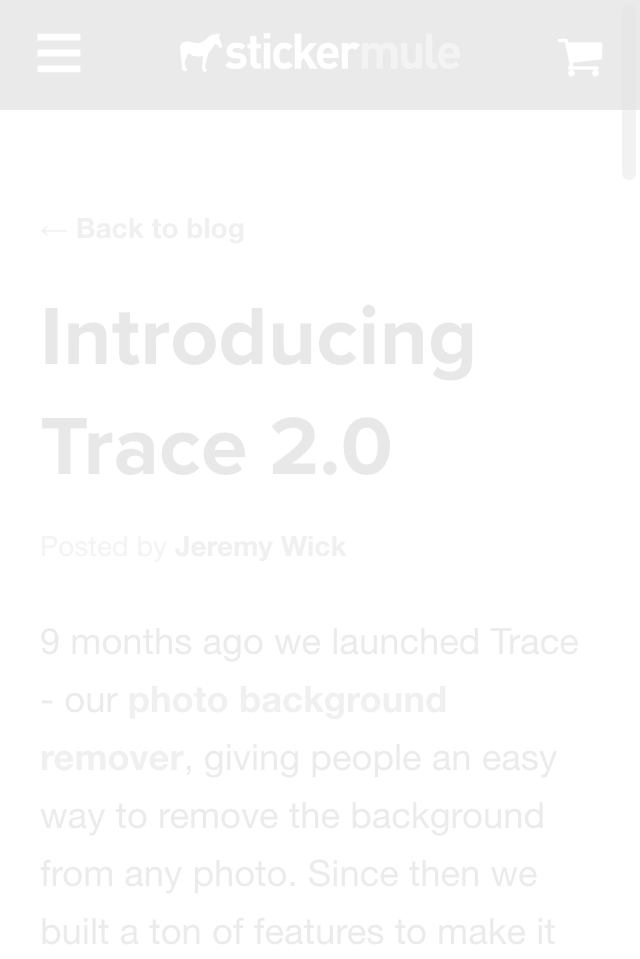 stickermule
← Back to blog
Introducing
Trace 2.0
Posted by Jeremy Wick
9 months ago we launched Trace
- our photo background
remover, giving people an easy
way to remove the background
from any photo. Since then we
built a ton of features to make it